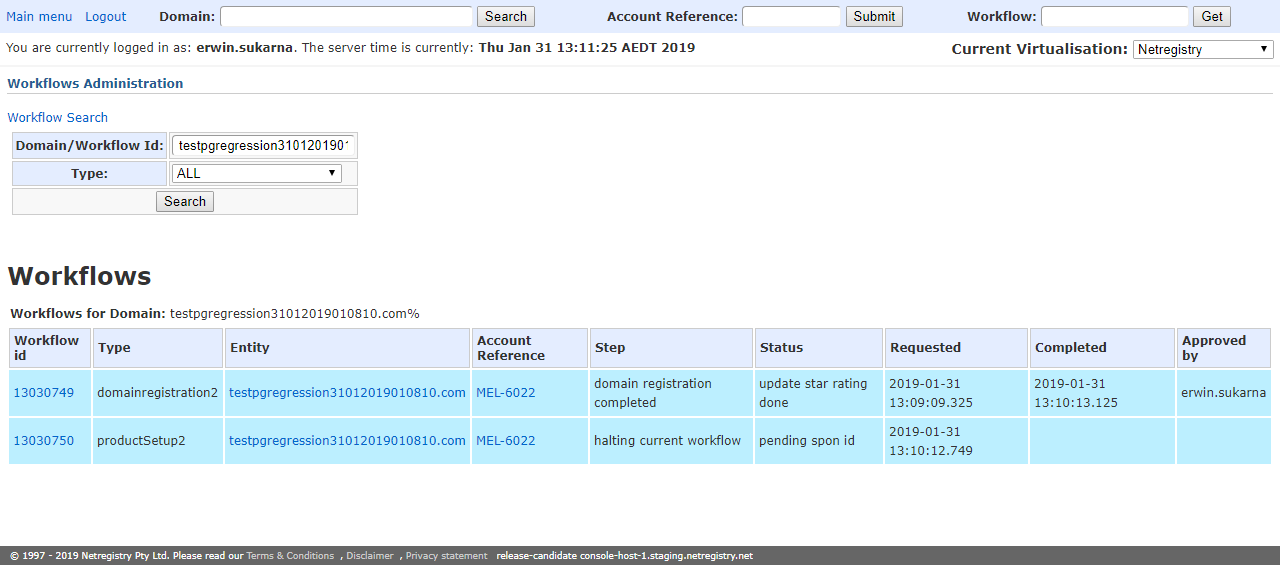 Main menu Logout Domain: Search Account Reference: Submit Workflow: Get
You are currently logged in as: erwin.sukarna. The server time is currently: Thu Jan 31 13:11:25 AEDT 2019 Current Virtualisation: Netregistry
Workflows Administration
Workflow Search
Domain/Workflow Id: testpgregression310120190
Type: ALL
Search
Workflows
Workflows for Domain: testpgregression31012019010810.com%
Workflow id Type Entity Account Reference Step Status Requested Completed Approved by
13030749 domainregistration2 testpgregression31012019010810.com MEL-6022 domain registration completed update star rating done 2019-01-31 13:09:09.325 2019-01-31 13:10:13.125 erwin.sukarna
13030750 productSetup2 testpgregression31012019010810.com MEL-6022 halting current workflow pending spon id 2019-01-31 13:10:12.749
© 1997 - 2019 Netregistry Pty Ltd. Please read our Terms & Conditions , Disclaimer , Privacy statement release-candidate console-host-1.staging.netregistry.net